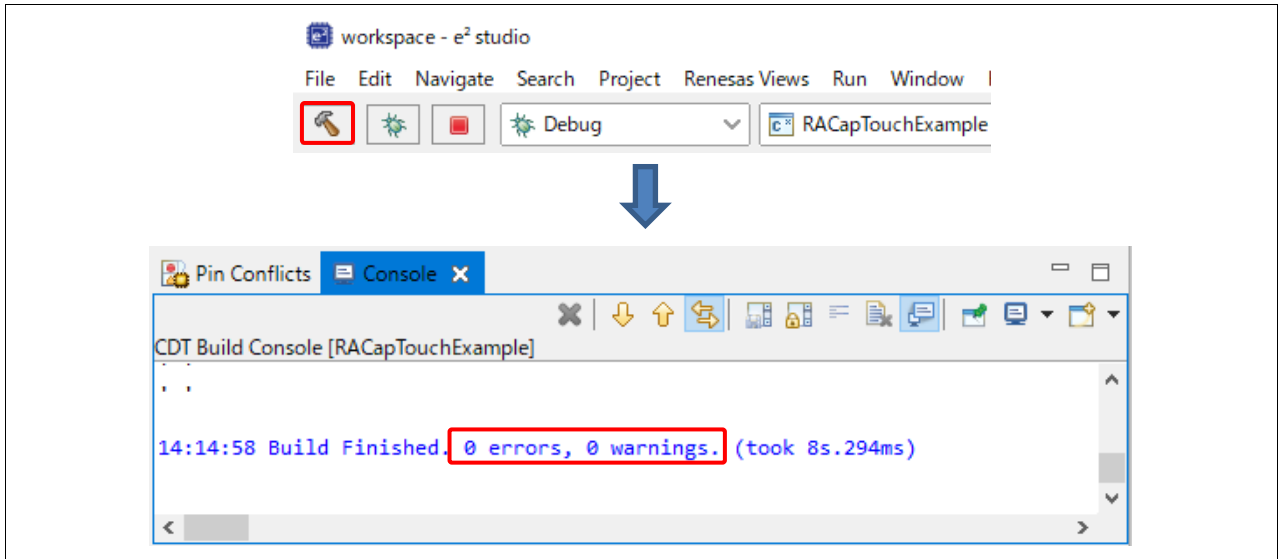 workspace - e² studio
File Edit Navigate Search Project Renesas Views Run Window
Debug RACapTouchExample
Pin Conflicts Console
CDT Build Console [RACapTouchExample]
14:14:58 Build Finished. 0 errors, 0 warnings. (took 8s.294ms)